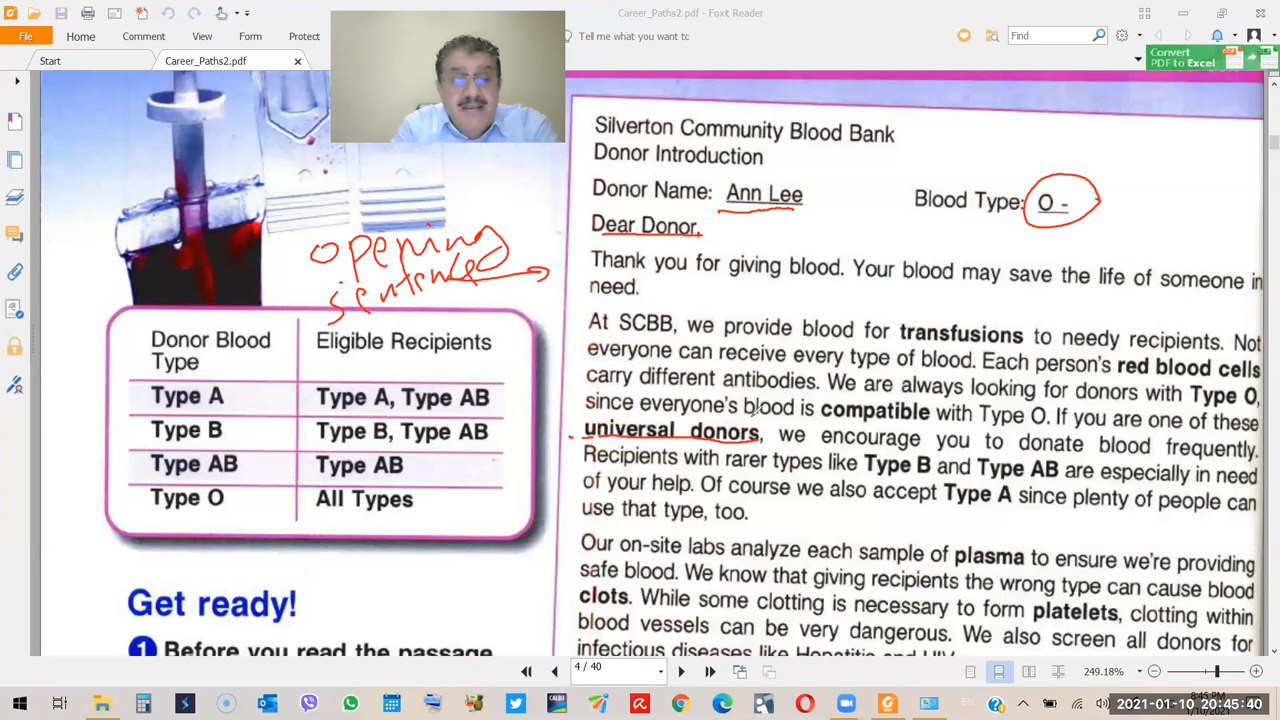 Career_Paths2.pdf - Foxit Reader
File
Home
Comment
View
Form
Protect
Tell me what you want to
Find
Start
Career_Paths2.pdf
Convert
PDF to Excel
opening
sentence
Donor Blood
Type
Eligible Recipients
Type A
Type A, Type AB
Type B
Type B, Type AB
Type AB
Type AB
Type O
All Types
Get ready!
1 Before you read the passage
Silverton Community Blood Bank
Donor Introduction
Donor Name: Ann Lee
Blood Type: O -
Dear Donor,
Thank you for giving blood. Your blood may save the life of someone in
need.
At SCBB, we provide blood for transfusions to needy recipients. Not
everyone can receive every type of blood. Each person's red blood cells
carry different antibodies. We are always looking for donors with Type O,
since everyone's blood is compatible with Type O. If you are one of these
universal donors, we encourage you to donate blood frequently.
Recipients with rarer types like Type B and Type AB are especially in need
of your help. Of course we also accept Type A since plenty of people can
use that type, too.
Our on-site labs analyze each sample of plasma to ensure we're providing
safe blood. We know that giving recipients the wrong type can cause blood
clots. While some clotting is necessary to form platelets, clotting within
blood vessels can be very dangerous. We also screen all donors for
infectious diseases like Hepatitis and HIV
4 / 40
249.18%
8:45 PM
1/10/2021
2021-01-10 20:45:40